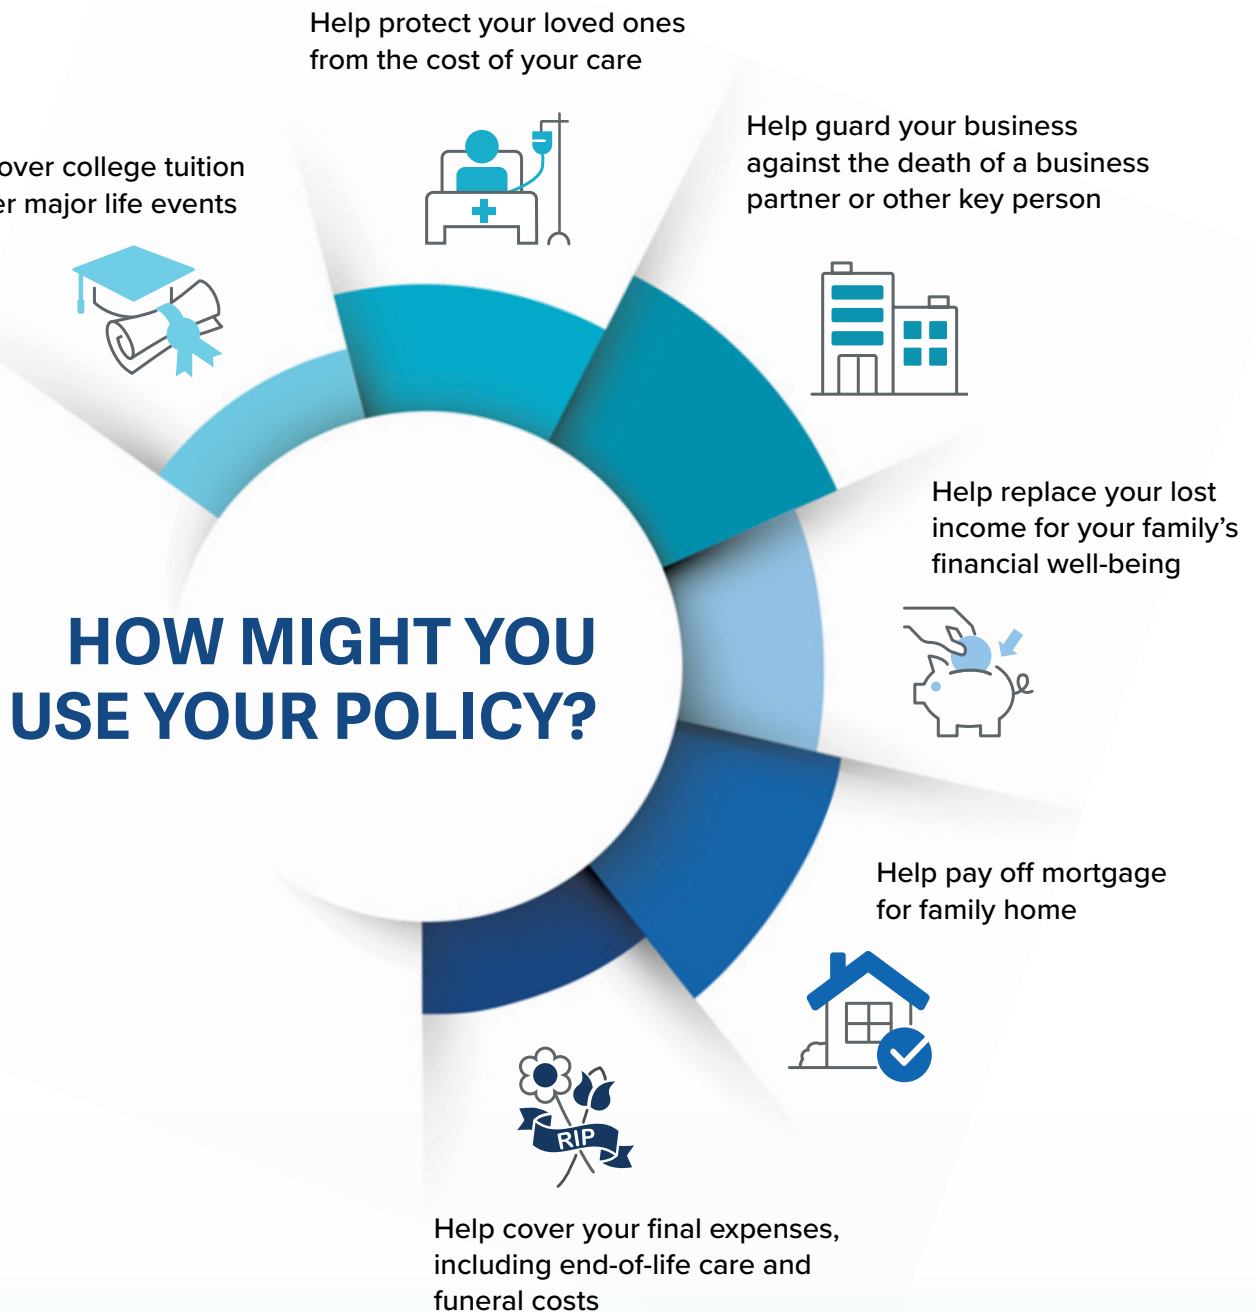 Help protect your loved ones
from the cost of your care
Help guard your business
against the death of a business
partner or other key person
over college tuition
er major life events
Help replace your lost
income for your family’s
financial well-being
HOW MIGHT YOU
USE YOUR POLICY?
Help pay off mortgage
for family home
RIP
Help cover your final expenses,
including end-of-life care and
funeral costs